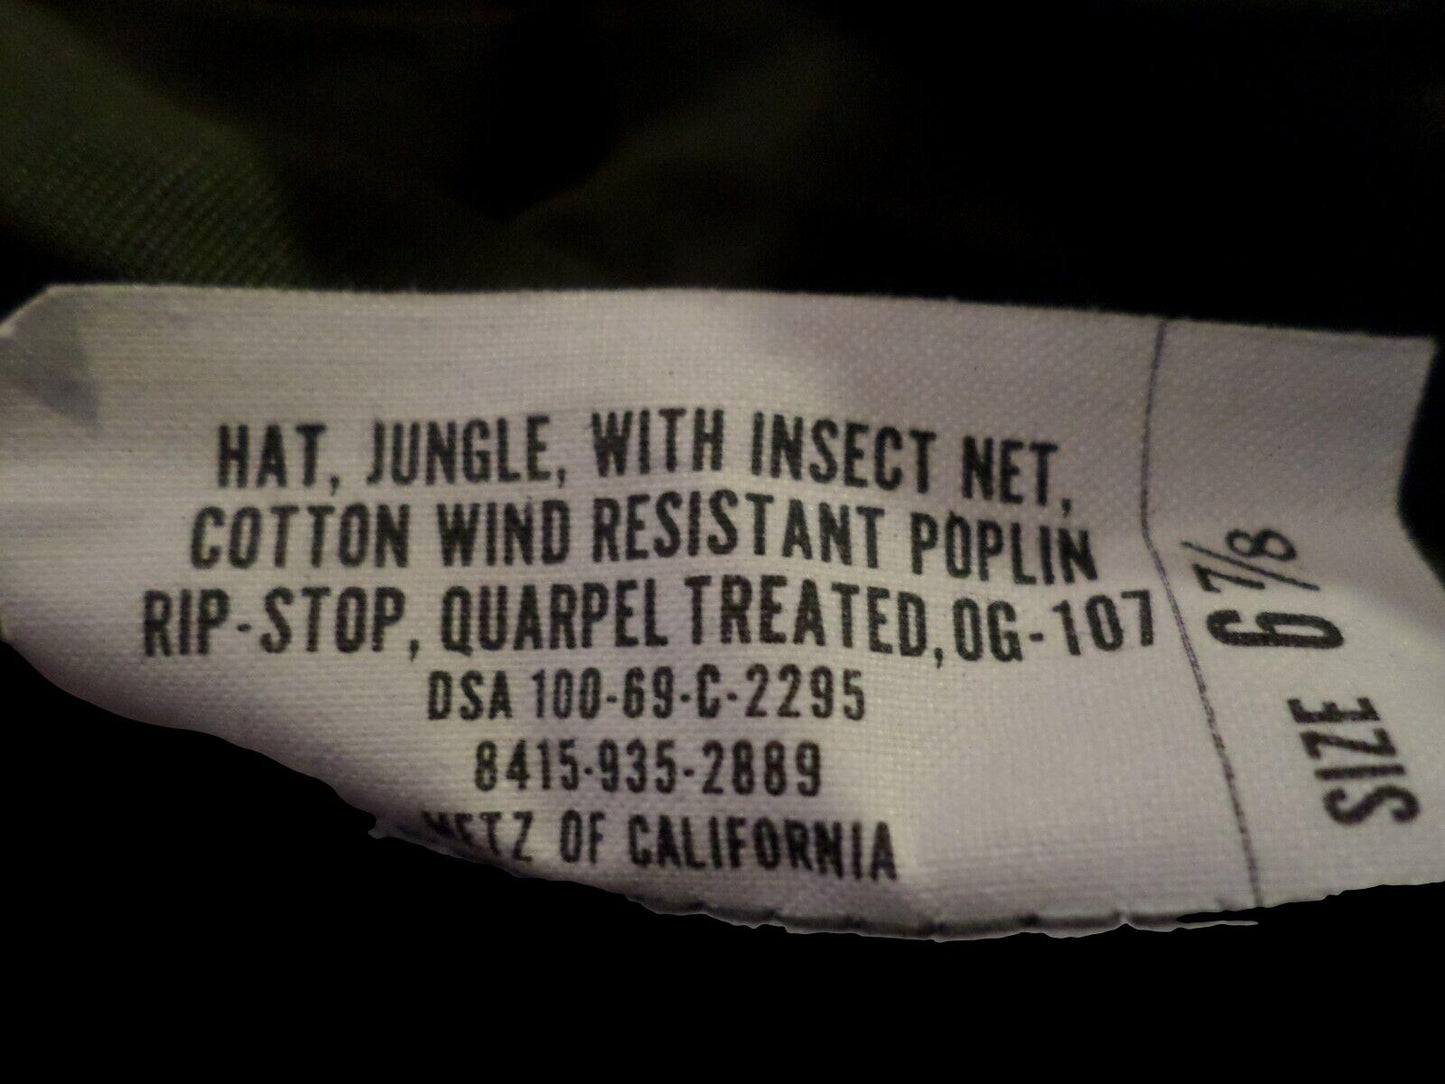 HAT, JUNGLE, WITH INSECT NET,
COTTON WIND RESISTANT POPLIN
RIP-STOP, QUARPEL TREATED, OG-107
DSA 100-69-C-2295
8415-935-2889
METZ OF CALIFORNIA
SIZE 6 7/8